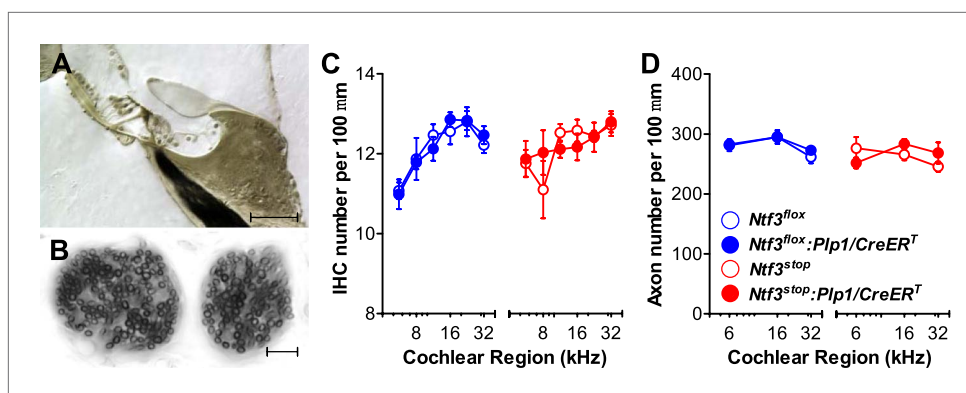 A
B
C
IHC number per 100 mm
14
12
10
8
8 16 32 8 16 32
Cochlear Region (kHz)
D
Axon number per 100 mm
400
300
200
100
0
Ntf3flox
Ntf3flox:Plp1/CreERT
Ntf3stop
Ntf3stop:Plp1/CreERT
6 16 32 6 16 32
Cochlear Region (kHz)